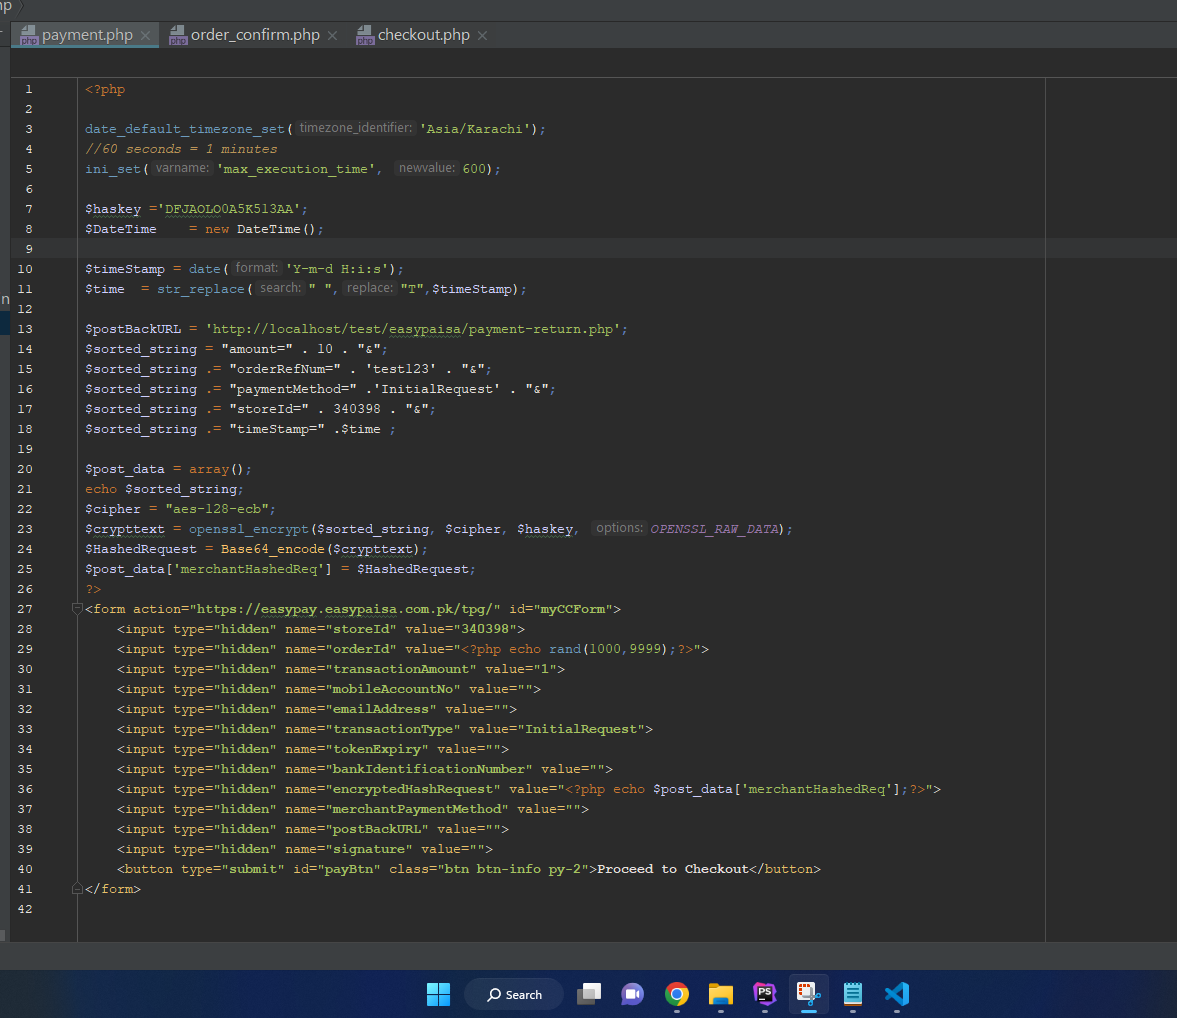 hp
payment.php
order_confirm.php
checkout.php
1 <?php
2
3 date_default_timezone_set( timezone_identifier: 'Asia/Karachi');
4 //60 seconds = 1 minutes
5 ini_set( varname: 'max_execution_time', newvalue: 600);
6
7 $haskey ='DFJAOLO0A5K513AA';
8 $DateTime    = new DateTime();
9
10 $timeStamp = date( format: 'Y-m-d H:i:s');
11 $time  = str_replace( search: " ", replace: "T",$timeStamp);
12
13 $postBackURL = 'http://localhost/test/easypaisa/payment-return.php';
14 $sorted_string = "amount=" . 10 . "&";
15 $sorted_string .= "orderRefNum=" . 'test123' . "&";
16 $sorted_string .= "paymentMethod=" .'InitialRequest' . "&";
17 $sorted_string .= "storeId=" . 340398 . "&";
18 $sorted_string .= "timeStamp=" .$time ;
19
20 $post_data = array();
21 echo $sorted_string;
22 $cipher = "aes-128-ecb";
23 $crypttext = openssl_encrypt($sorted_string, $cipher, $haskey, options: OPENSSL_RAW_DATA);
24 $HashedRequest = Base64_encode($crypttext);
25 $post_data['merchantHashedReq'] = $HashedRequest;
26 ?>
27 <form action="https://easypay.easypaisa.com.pk/tpg/" id="myCCForm">
28     <input type="hidden" name="storeId" value="340398">
29     <input type="hidden" name="orderId" value="<?php echo rand(1000,9999);?>">
30     <input type="hidden" name="transactionAmount" value="1">
31     <input type="hidden" name="mobileAccountNo" value="">
32     <input type="hidden" name="emailAddress" value="">
33     <input type="hidden" name="transactionType" value="InitialRequest">
34     <input type="hidden" name="tokenExpiry" value="">
35     <input type="hidden" name="bankIdentificationNumber" value="">
36     <input type="hidden" name="encryptedHashRequest" value="<?php echo $post_data['merchantHashedReq'];?>">
37     <input type="hidden" name="merchantPaymentMethod" value="">
38     <input type="hidden" name="postBackURL" value="">
39     <input type="hidden" name="signature" value="">
40     <button type="submit" id="payBtn" class="btn btn-info py-2">Proceed to Checkout</button>
41 </form>
42
Search
PS